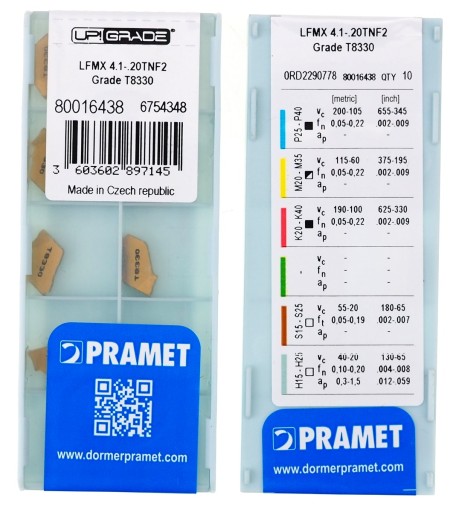 UP!GRADE
LFMX 4.1-.20TNF2
Grade T8330
80016438 6754348
3 603602 897145
Made in Czech republic
T8330
T8330
PRAMET
www.dormerpramet.com
LFMX 4.1-.20TNF2
Grade T8330
0RD2290778 80016438 QTY 10
[metric] [inch]
P25 - P40
vc 200-105 655-345
fn 0,05-0,22 .002-.009
ap - -
M20 - M35
vc 115-60 375-195
fn 0,05-0,22 .002-.009
ap - -
K20 - K40
vc 190-100 625-330
fn 0,05-0,22 .002-.009
ap - -
vc - -
fn - -
ap - -
S15 - S25
vc 55-20 180-65
ft 0,05-0,19 .002-.007
ap - -
H15 - H25
vc 40-20 130-65
fn 0,10-0,20 .004-.008
ap 0,3-1,5 .012-.059
PRAMET
www.dormerpramet.com